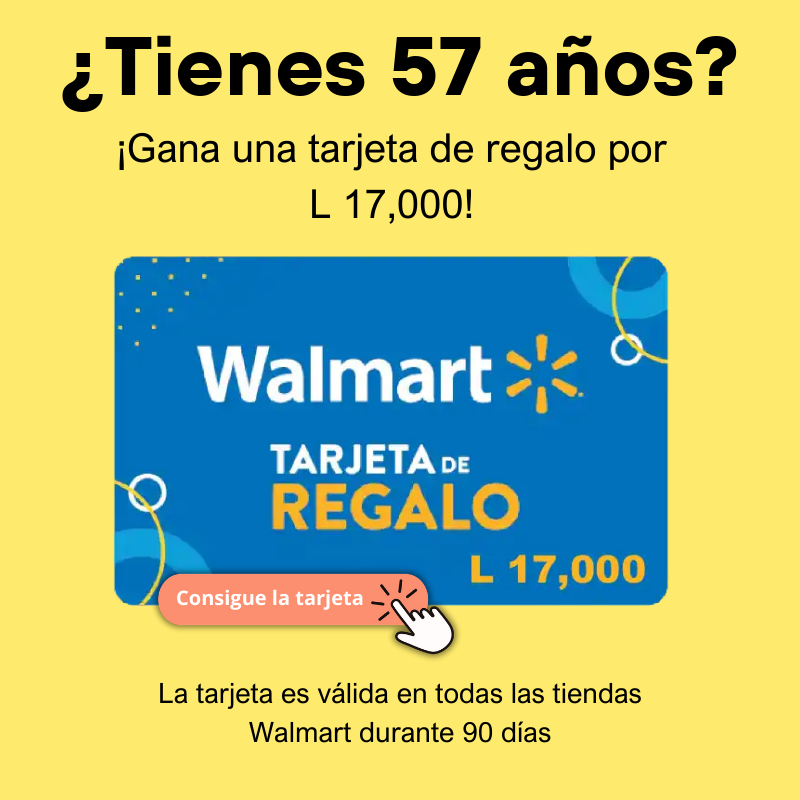 ¿Tienes 57 años?
¡Gana una tarjeta de regalo por
L 17,000!
Walmart
TARJETA DE
REGALO
L 17,000
Consigue la tarjeta
La tarjeta es válida en todas las tiendas
Walmart durante 90 días